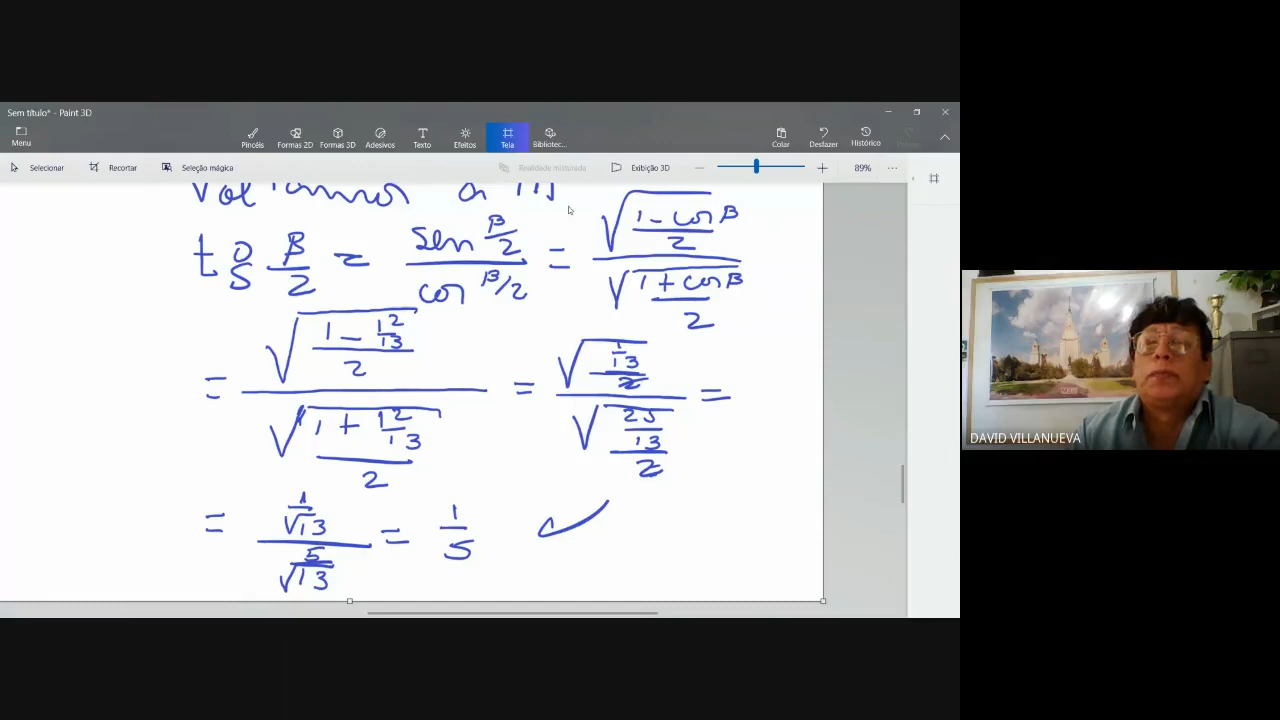 Sem título* - Paint 3D
Menu
Pincéis Formas 2D Formas 3D Adesivos Texto Efeitos Tela Bibliotec... Colar Desfazer Histórico
Selecionar Recortar Seleção mágica Realidade misturada Exibição 3D 89%
Voltamos a
tg β/2 = sen β/2 / cos β/2 = √((1 - cos β)/2) / √((1 + cos β)/2)
= √((1 - 12/13)/2) / √((1 + 12/13)/2) = √((1/13)/2) / √((25/13)/2) =
= (1/√13) / (5/√13) = 1/5 ✓
DAVID VILLANUEVA